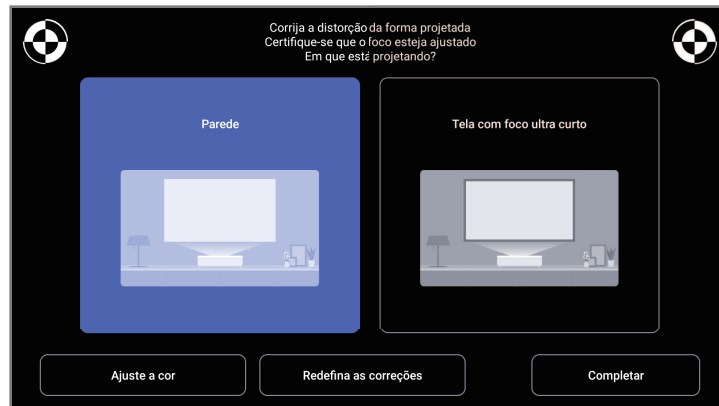 Corrija a distorção da forma projetada
Certifique-se que o foco esteja ajustado
Em que está projetando?
Parede
Tela com foco ultra curto
Ajuste a cor
Redefina as correções
Completar